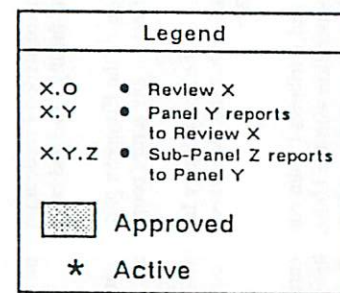 Legend
X.O • Review X
X.Y • Panel Y reports
to Review X
X.Y.Z • Sub-Panel Z reports
to Panel Y
Approved
* Active